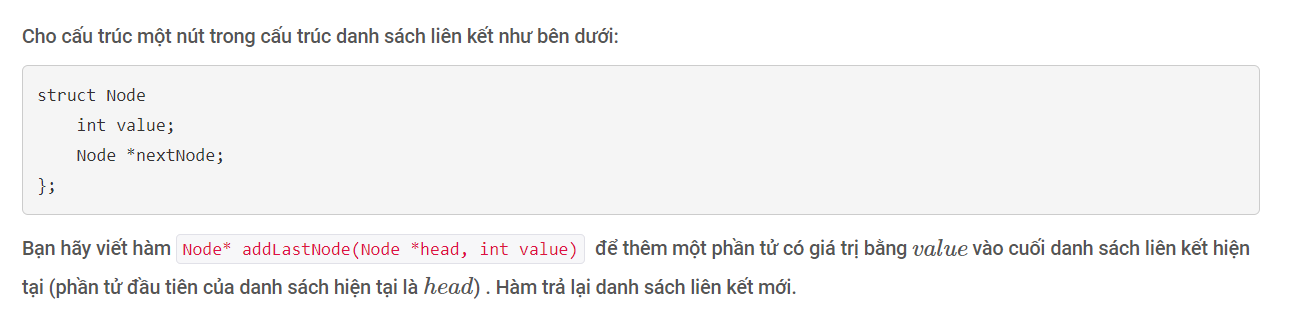 Cho cấu trúc một nút trong cấu trúc danh sách liên kết như bên dưới:
struct Node
    int value;
    Node *nextNode;
};
Bạn hãy viết hàm Node* addLastNode(Node *head, int value) để thêm một phần tử có giá trị bằng value vào cuối danh sách liên kết hiện
tại (phần tử đầu tiên của danh sách hiện tại là head) . Hàm trả lại danh sách liên kết mới.